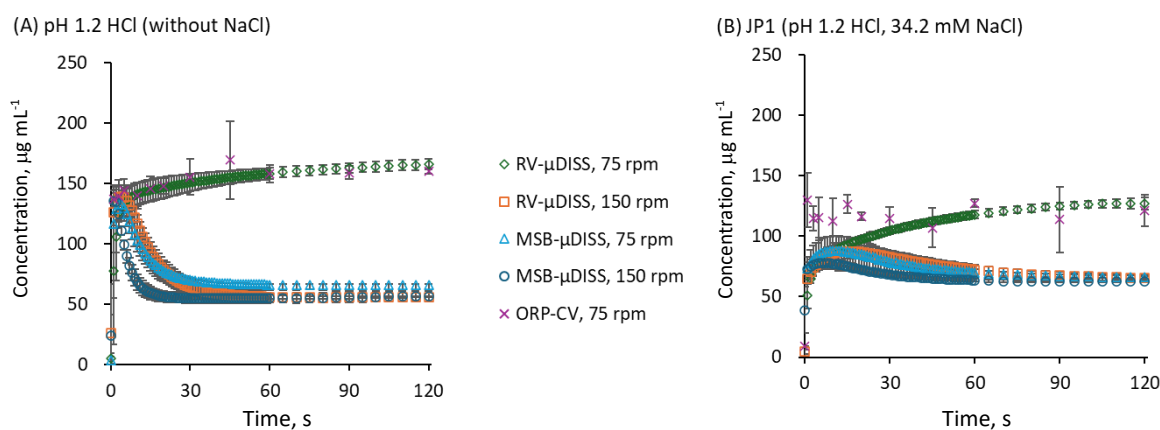 (A) pH 1.2 HCl (without NaCl)
250
200
150
100
50
0
Concentration, µg mL⁻¹
0 30 60 90 120
Time, s
RV-µDISS, 75 rpm
RV-µDISS, 150 rpm
MSB-µDISS, 75 rpm
MSB-µDISS, 150 rpm
ORP-CV, 75 rpm
(B) JP1 (pH 1.2 HCl, 34.2 mM NaCl)
250
200
150
100
50
0
Concentration, µg mL⁻¹
0 30 60 90 120
Time, s